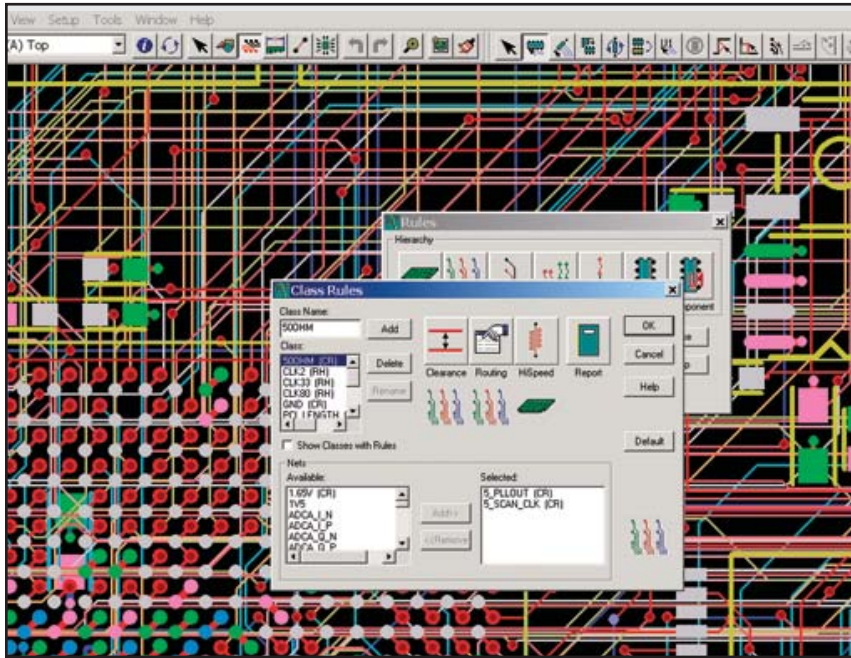 View Setup Tools Window Help
(A) Top
Rules
Hierarchy
Class Rules
Class Name:
50OHM
Add
OK
Class:
50OHM (CR)
CLK2 (RH)
CLK33 (RH)
CLK80 (RH)
GND (CR)
Delete
Rename
Clearance Routing HiSpeed Report
Cancel
Help
Show Classes with Rules
Default
Nets
Available:
1.65V (CR)
1V5
ADCA_I_N
ADCA_I_P
ADCA_Q_N
ADCA_Q_P
Add>>
<<Remove
Selected:
5_PLLOUT (CR)
5_SCAN_CLK (CR)